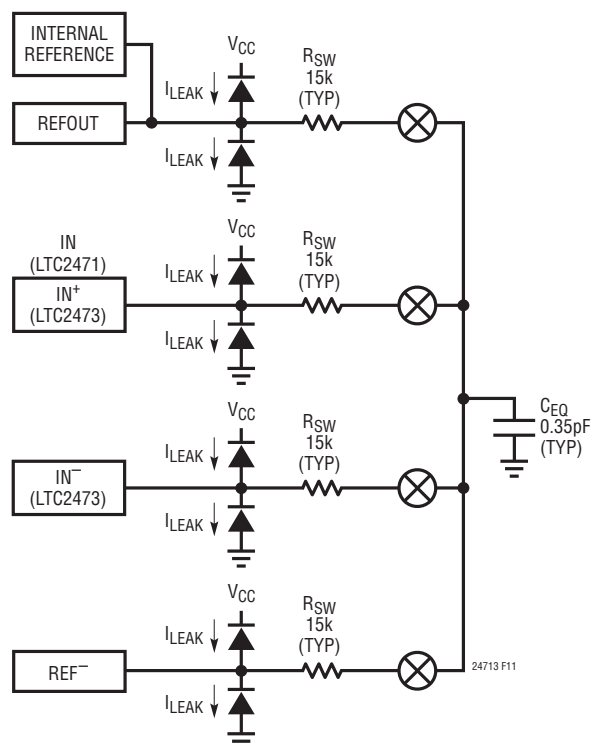 INTERNAL
REFERENCE
REFOUT
VCC
ILEAK
ILEAK
RSW
15k
(TYP)
IN
(LTC2471)
IN+
(LTC2473)
VCC
ILEAK
ILEAK
RSW
15k
(TYP)
CEQ
0.35pF
(TYP)
IN−
(LTC2473)
VCC
ILEAK
ILEAK
RSW
15k
(TYP)
REF−
VCC
ILEAK
ILEAK
RSW
15k
(TYP)
24713 F11